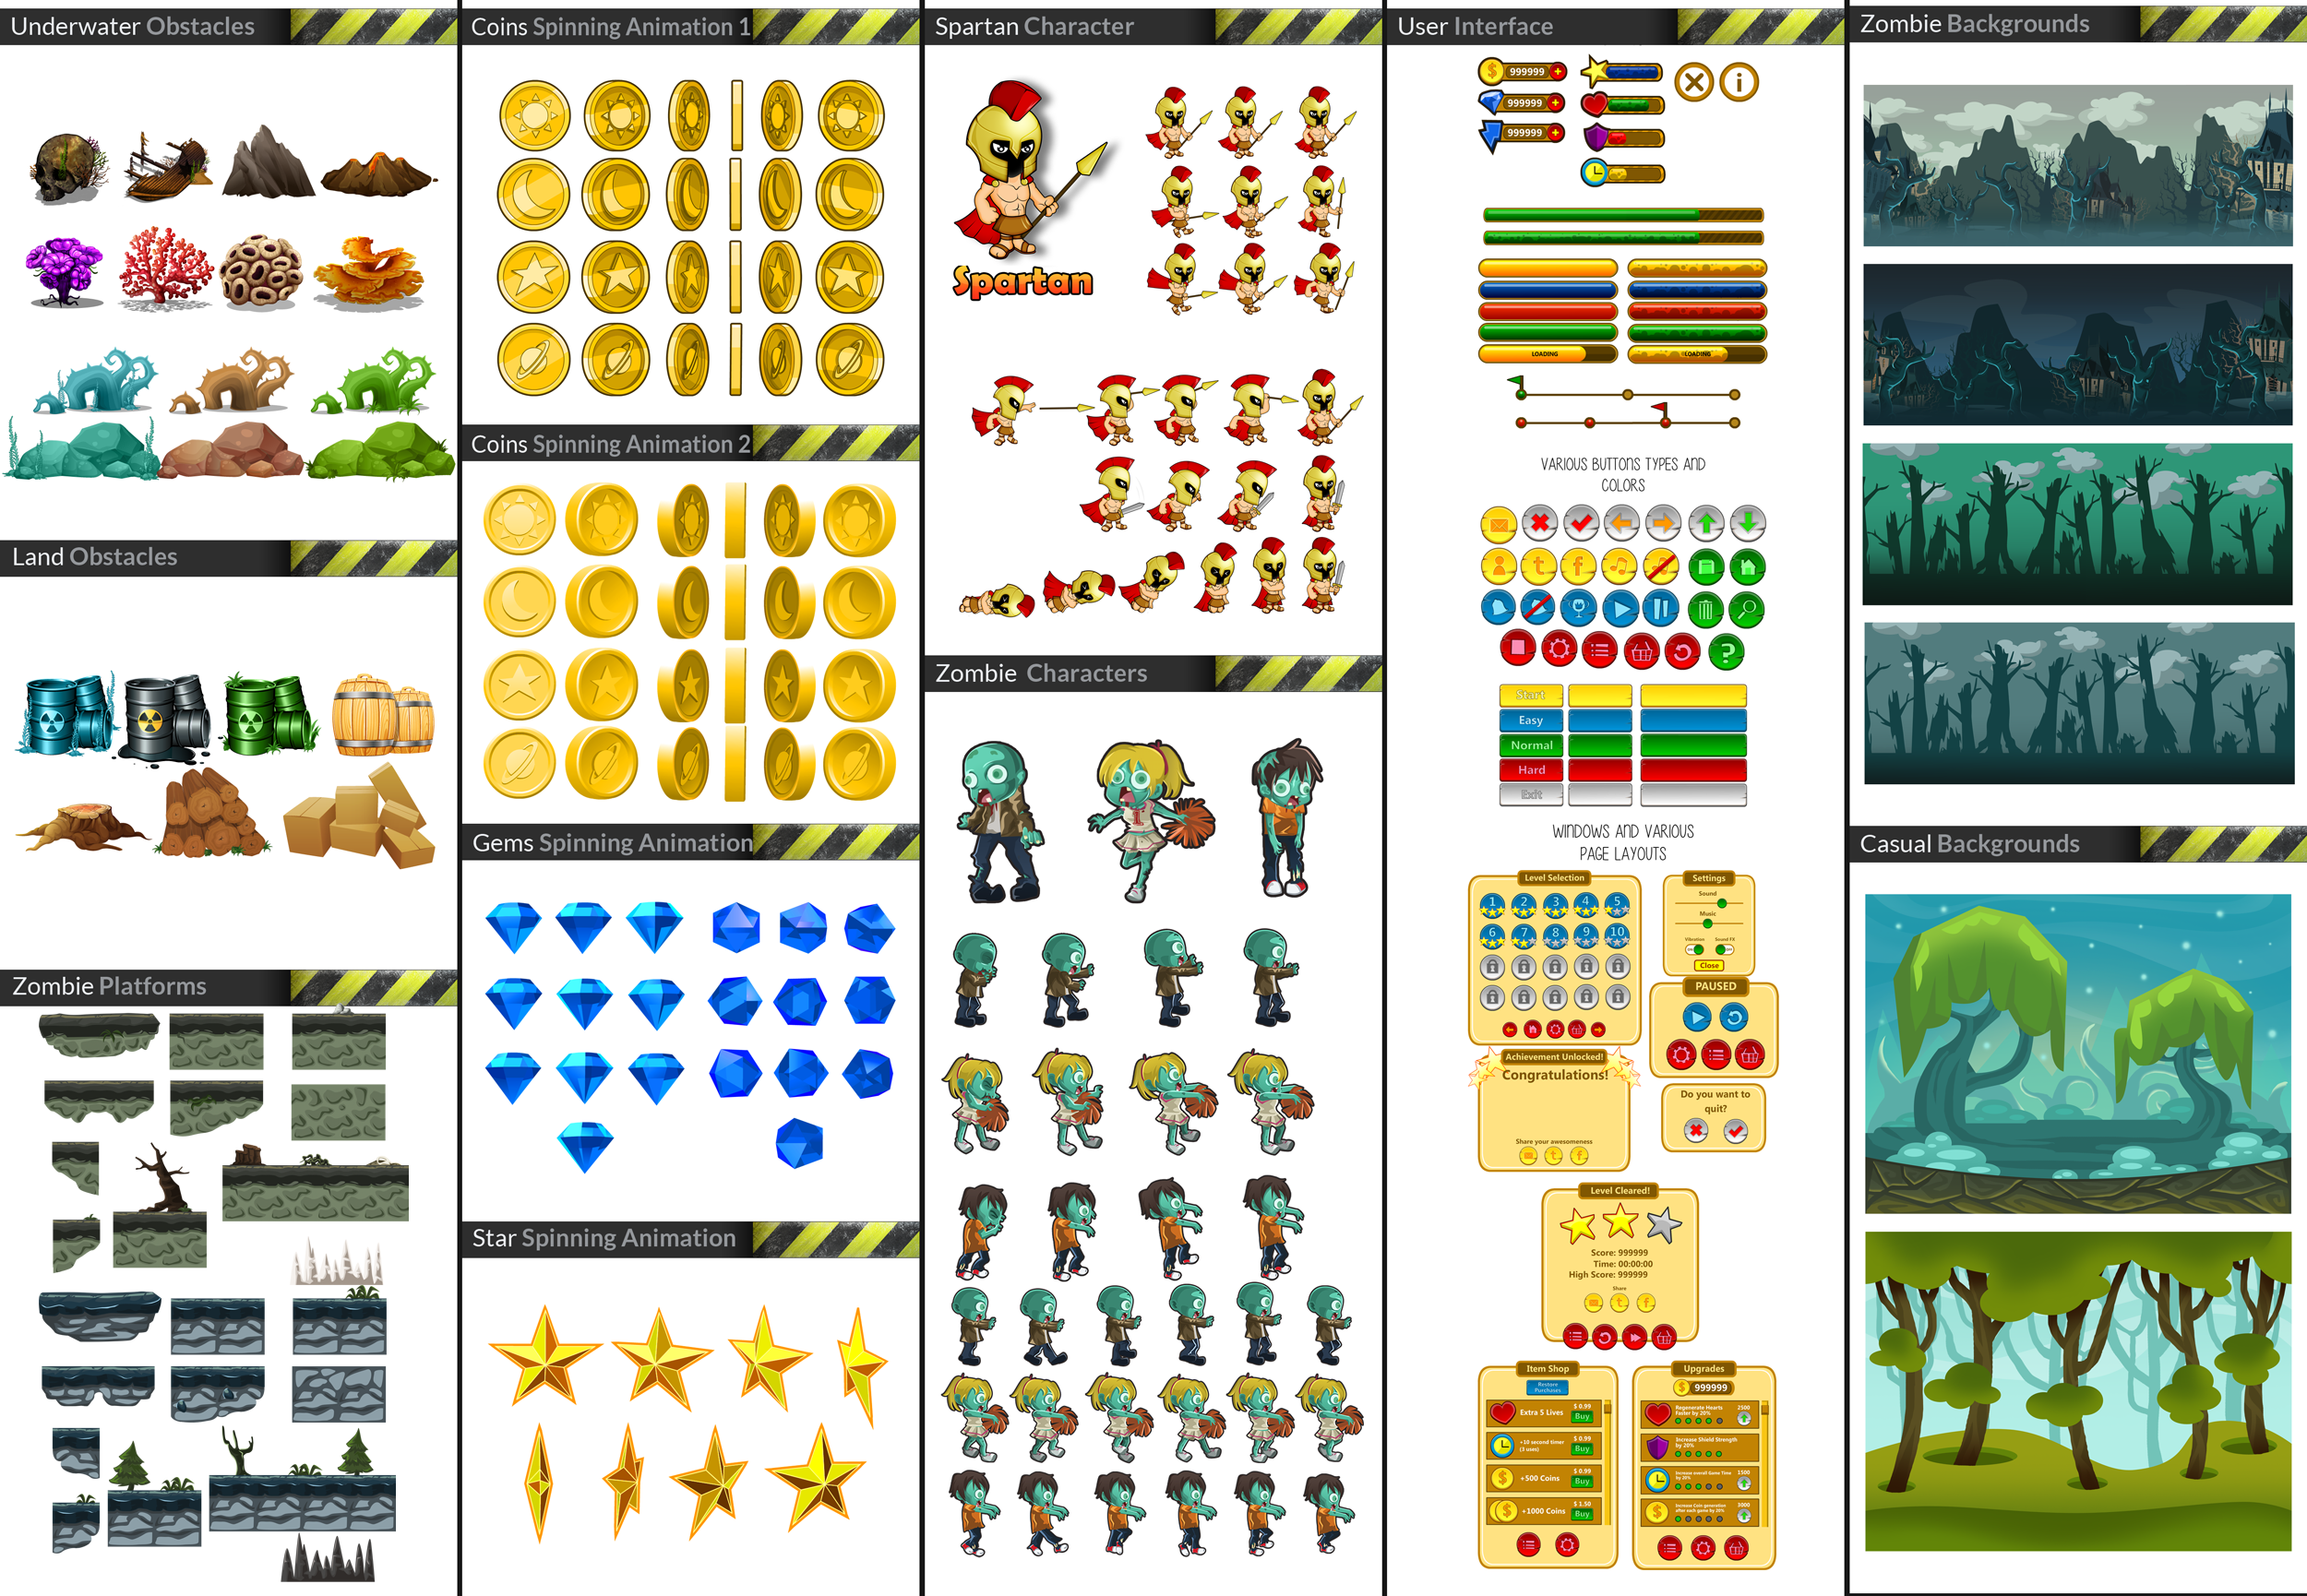 Underwater Obstacles
Land Obstacles
Zombie Platforms
Coins Spinning Animation 1
Coins Spinning Animation 2
Gems Spinning Animation
Star Spinning Animation
Spartan Character
Spartan
Zombie Characters
User Interface
999999
999999
999999
LOADING
LOADING
VARIOUS BUTTONS TYPES AND
COLORS
Start
Easy
Normal
Hard
Exit
WINDOWS AND VARIOUS
PAGE LAYOUTS
Level Selection
1 2 3 4 5
6 7 8 9 10
Settings
Sound
Music
Vibration Sound FX
Close
PAUSED
Achievement Unlocked!
Congratulations!
Share your awesomeness
Do you want to
quit?
Level Cleared!
Score: 999999
Time: 00:00:00
High Score: 999999
Share
Item Shop
Restore
Purchases
Extra 5 Lives
$ 0.99
Buy
+10 second timer
(3 uses)
$ 0.99
Buy
+500 Coins
$ 0.99
Buy
+1000 Coins
$ 1.50
Buy
Upgrades
999999
Regenerate Hearts
Faster by 20%
2500
Increase Shield Strength
by 20%
Increase overall Game Time
by 20%
1500
Increase Coin generation
after each game by 20%
3000
Zombie Backgrounds
Casual Backgrounds